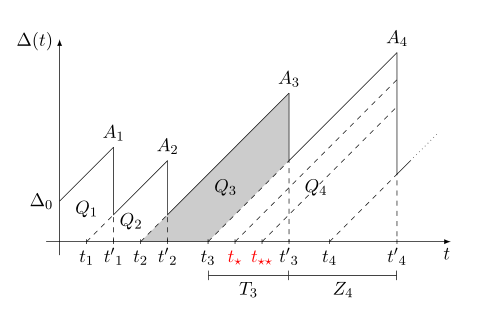 Δ(t)
A₄
A₃
A₁
A₂
Δ₀
Q₁
Q₂
Q₃
Q₄
t₁ t′₁ t₂ t′₂ t₃ t⋆ t⋆⋆ t′₃ t₄ t′₄ t
T₃ Z₄